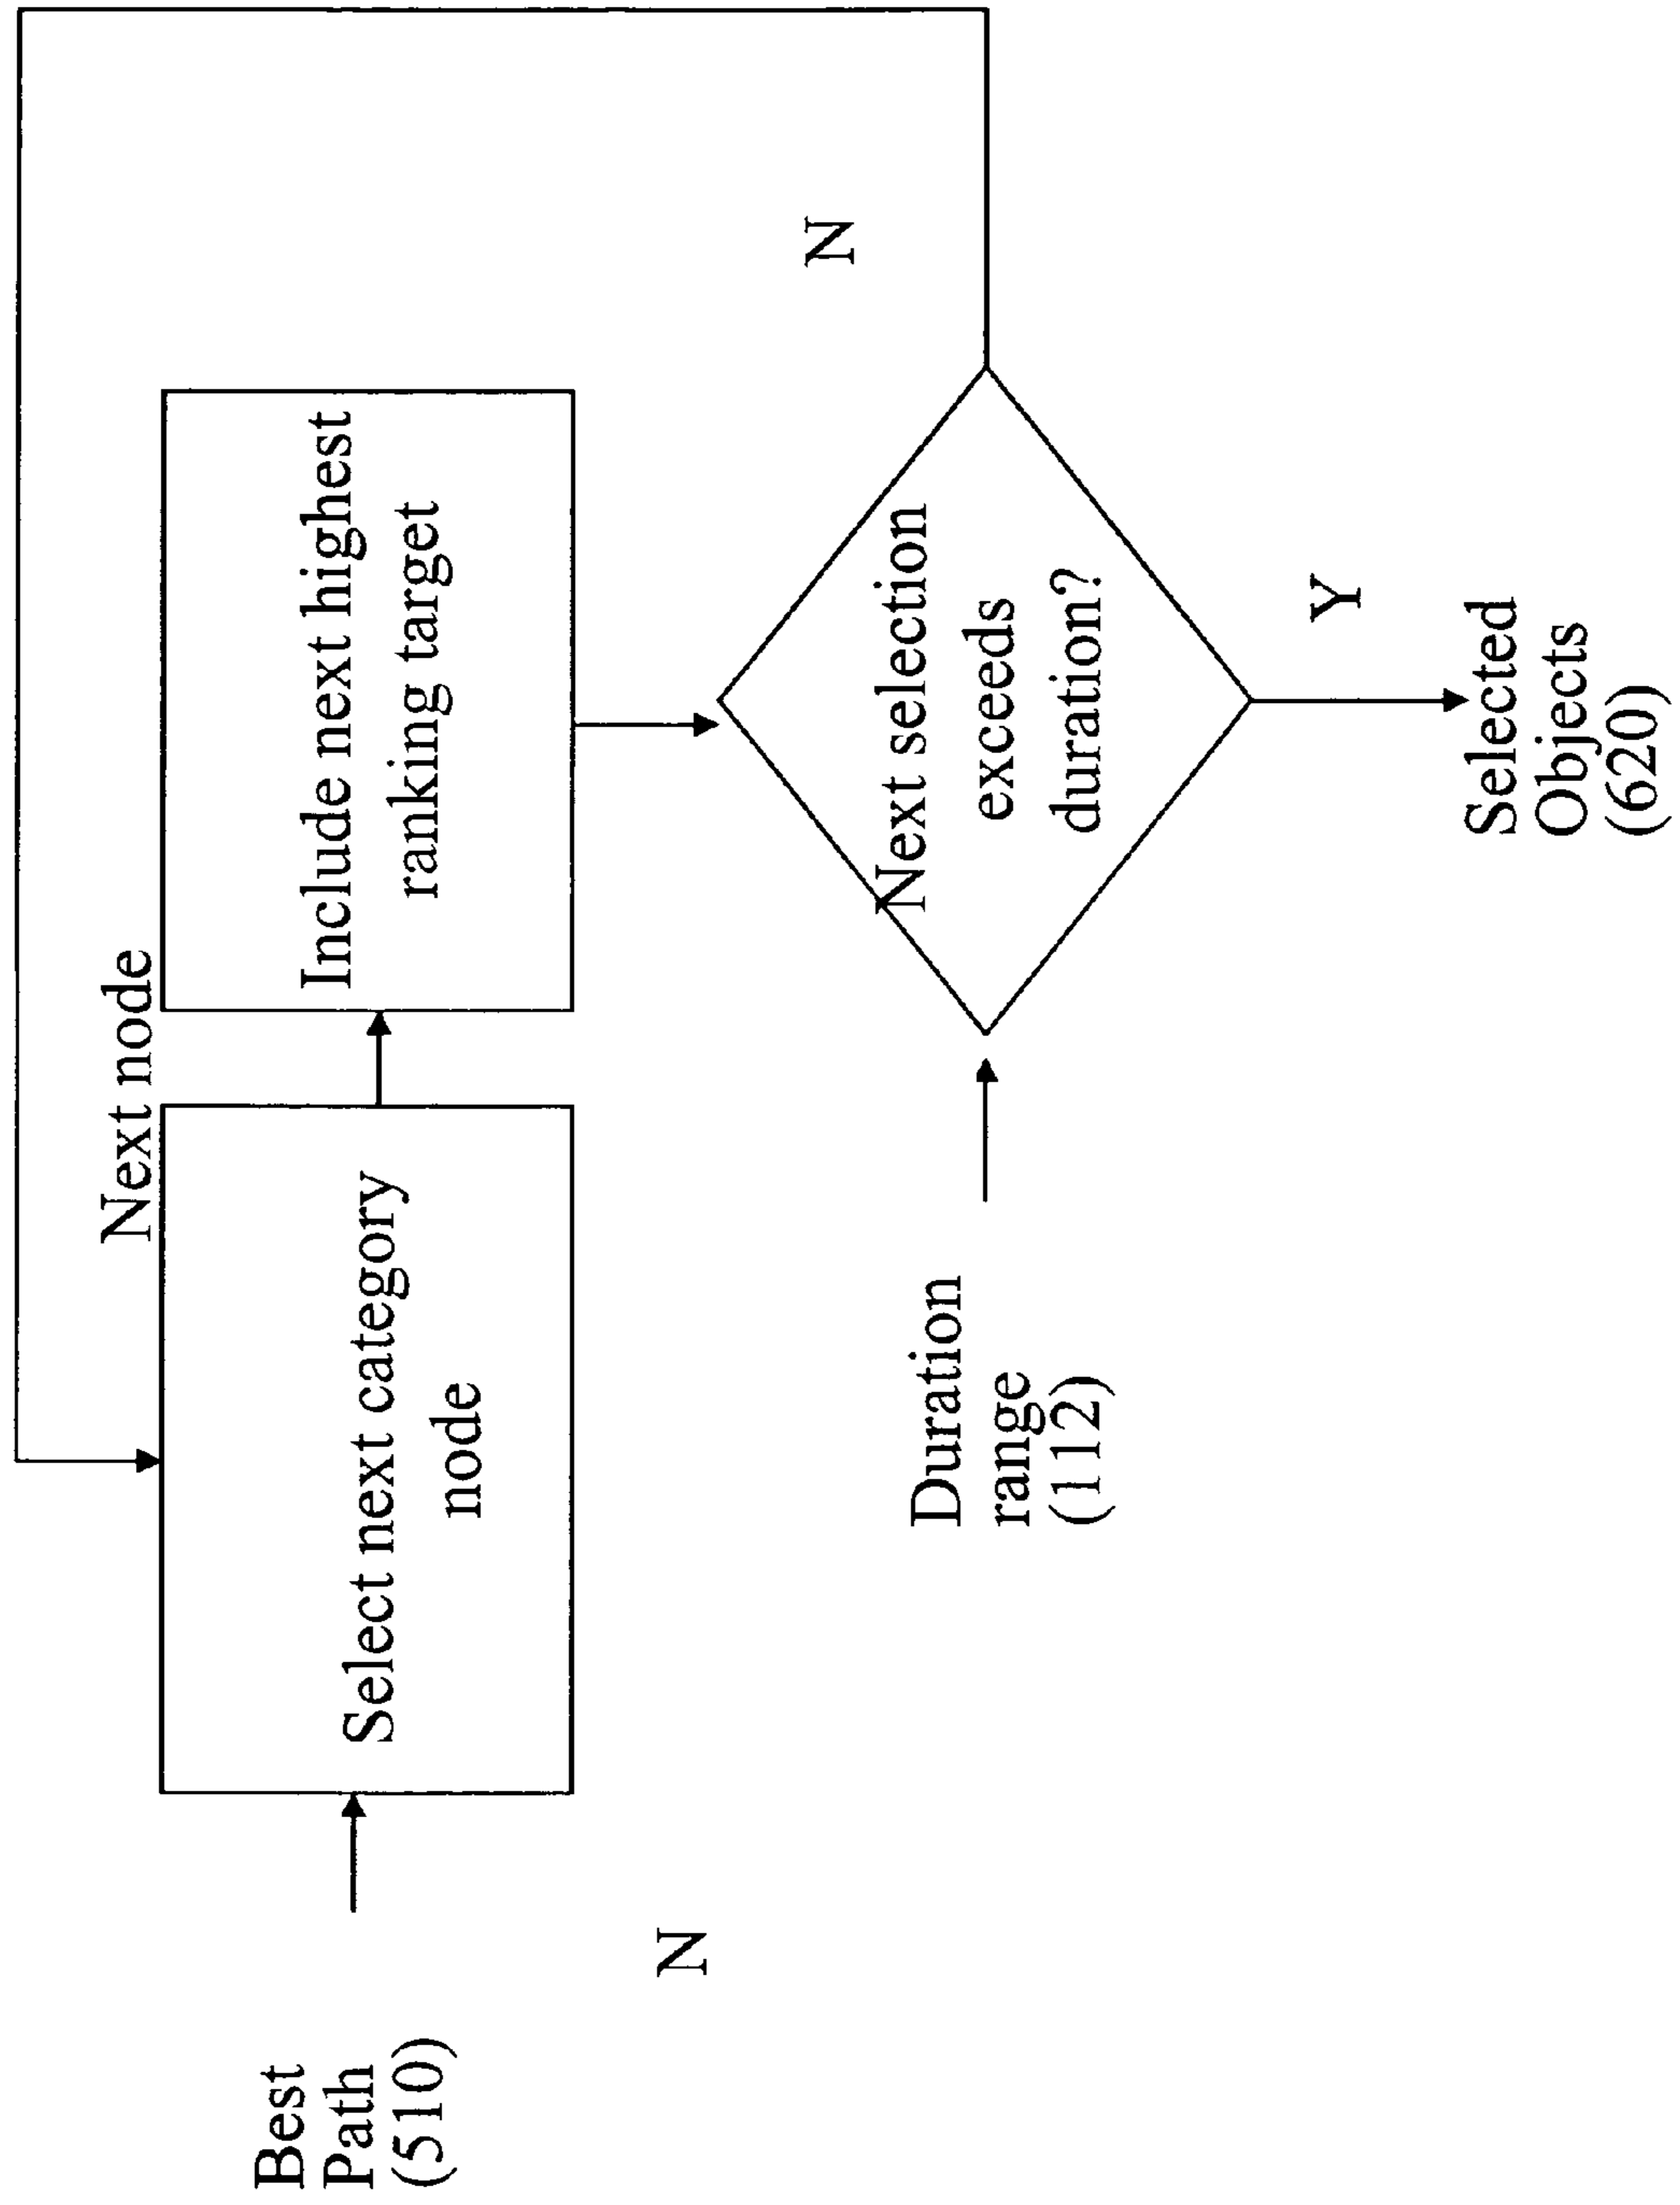 Best
Path
(510)
Next node
Select next category
node
Include next highest
ranking target
N
N
Duration
range
(112)
Next selection
exceeds
duration?
Y
Selected
Objects
(620)